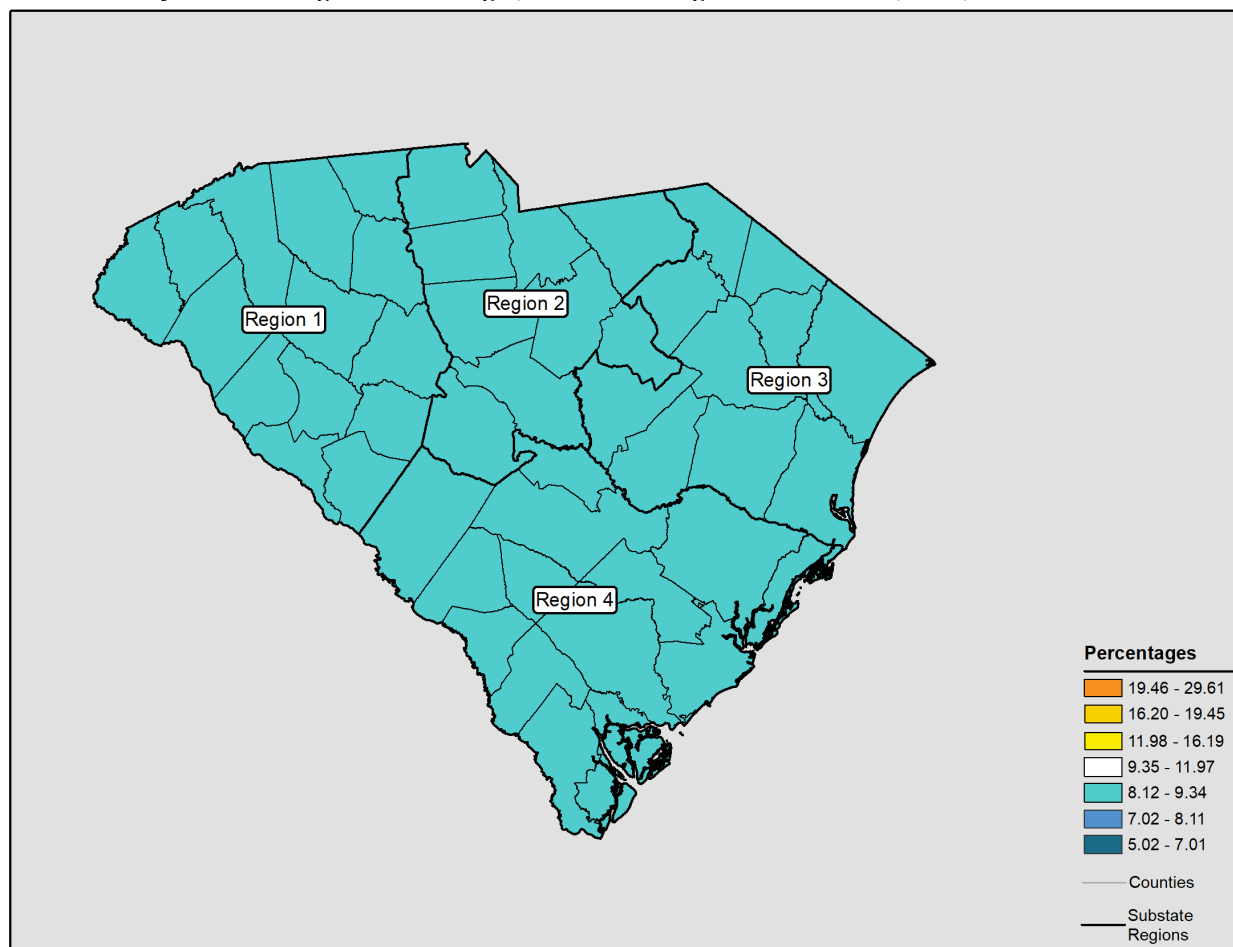 Region 1
Region 2
Region 3
Region 4
Percentages
19.46 - 29.61
16.20 - 19.45
11.98 - 16.19
9.35 - 11.97
8.12 - 9.34
7.02 - 8.11
5.02 - 7.01
Counties
Substate
Regions